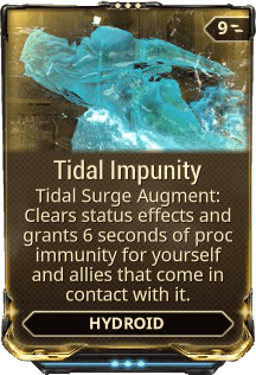 9
Tidal Impunity
Tidal Surge Augment:
Clears status effects and
grants 6 seconds of proc
immunity for yourself
and allies that come in
contact with it.
HYDROID